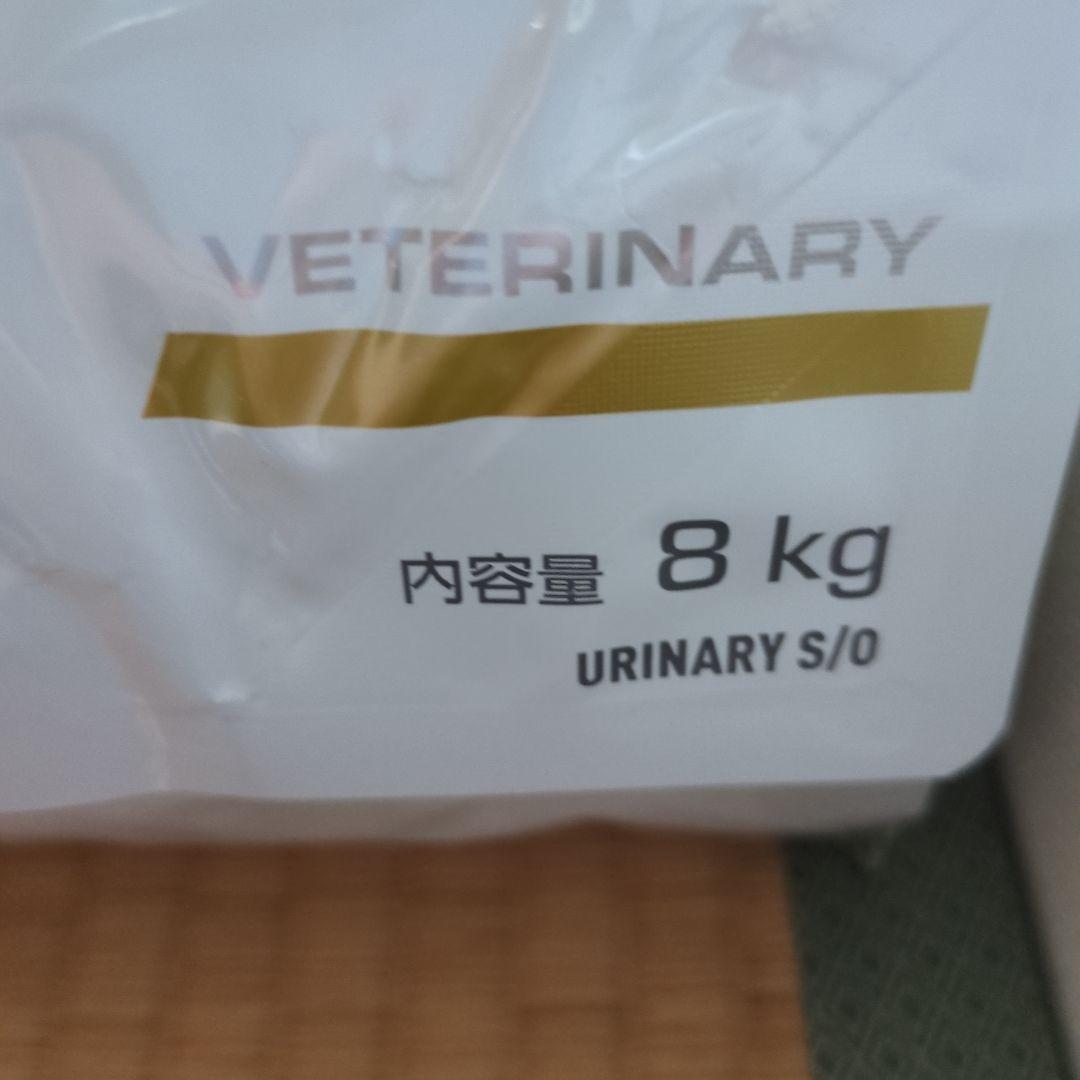 VETERINARY
内容量 8 kg
URINARY S/O